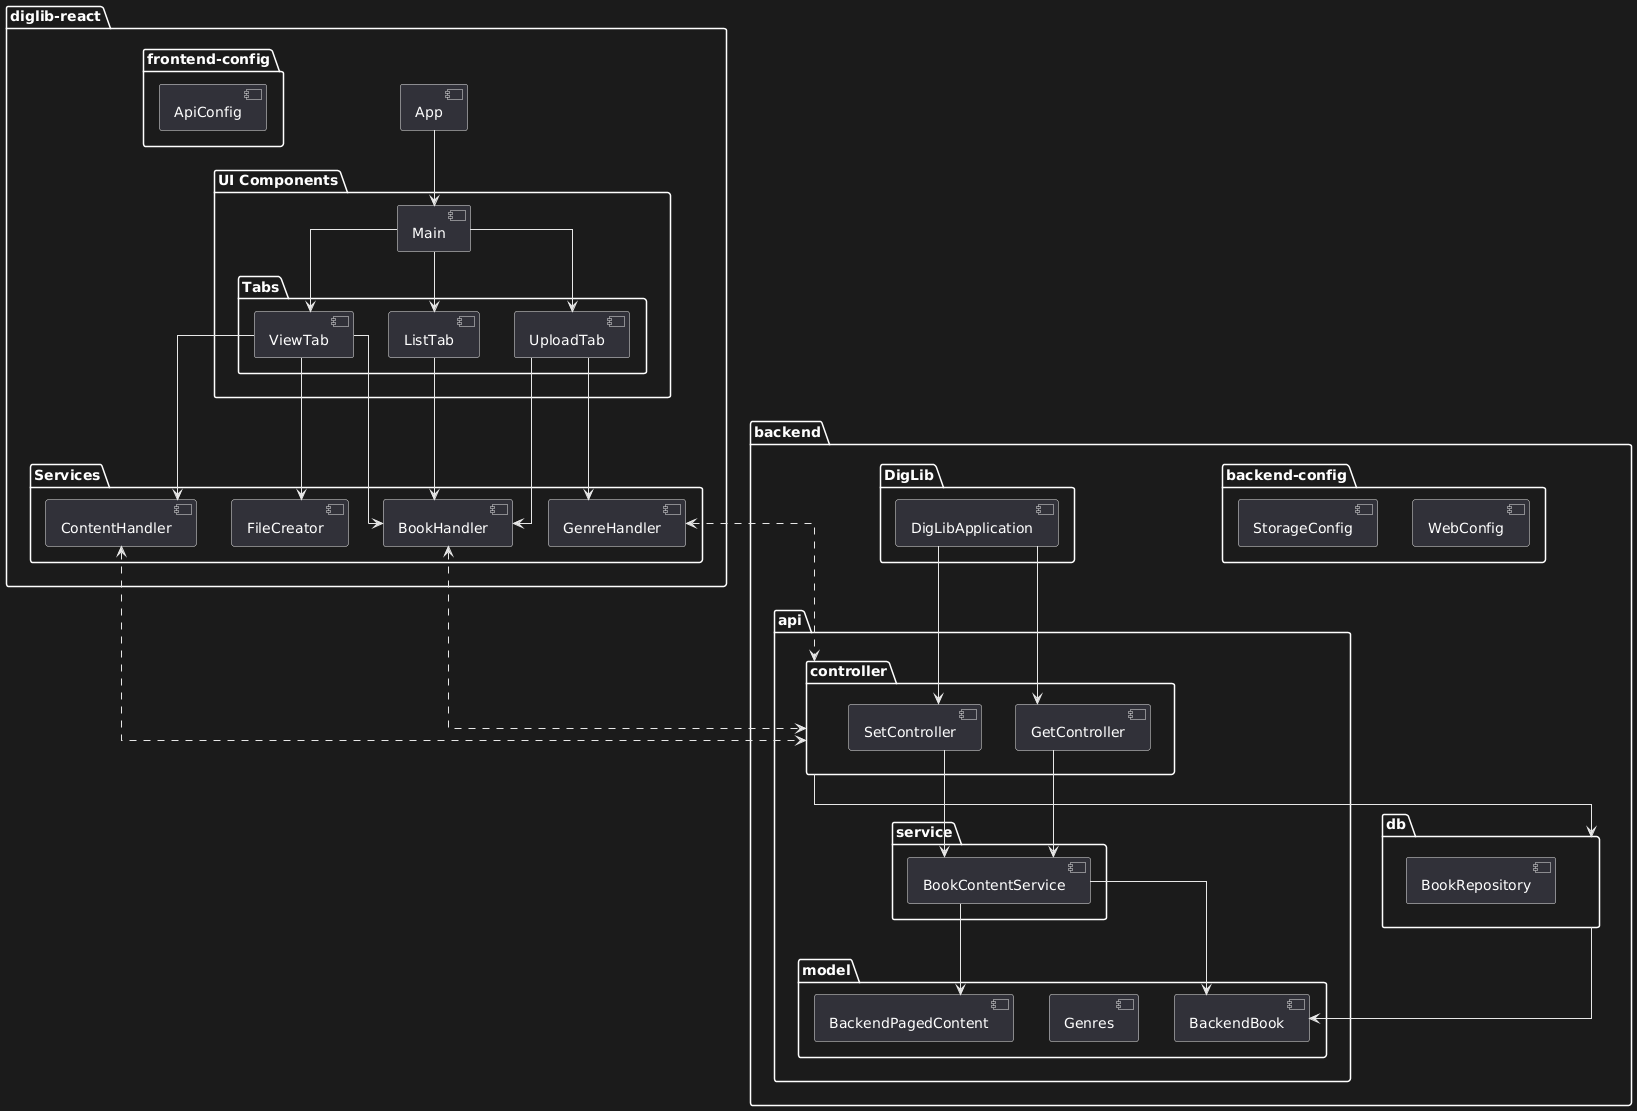 diglib-react
frontend-config
ApiConfig
App
UI Components
Main
Tabs
ViewTab
ListTab
UploadTab
Services
ContentHandler
FileCreator
BookHandler
GenreHandler
backend
DigLib
DigLibApplication
backend-config
StorageConfig
WebConfig
api
controller
SetController
GetController
service
BookContentService
db
BookRepository
model
BackendPagedContent
Genres
BackendBook